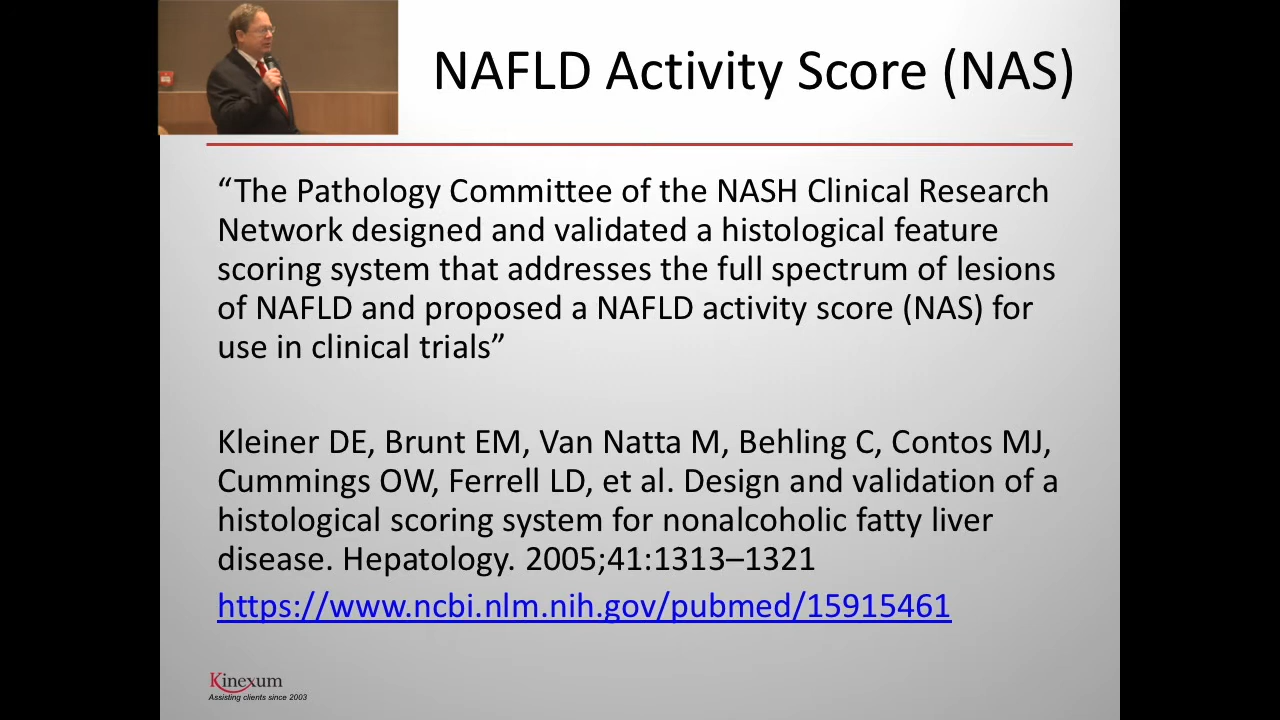 NAFLD Activity Score (NAS)
“The Pathology Committee of the NASH Clinical Research
Network designed and validated a histological feature
scoring system that addresses the full spectrum of lesions
of NAFLD and proposed a NAFLD activity score (NAS) for
use in clinical trials”
Kleiner DE, Brunt EM, Van Natta M, Behling C, Contos MJ,
Cummings OW, Ferrell LD, et al. Design and validation of a
histological scoring system for nonalcoholic fatty liver
disease. Hepatology. 2005;41:1313–1321
https://www.ncbi.nlm.nih.gov/pubmed/15915461
Kinexum
Assisting clients since 2003